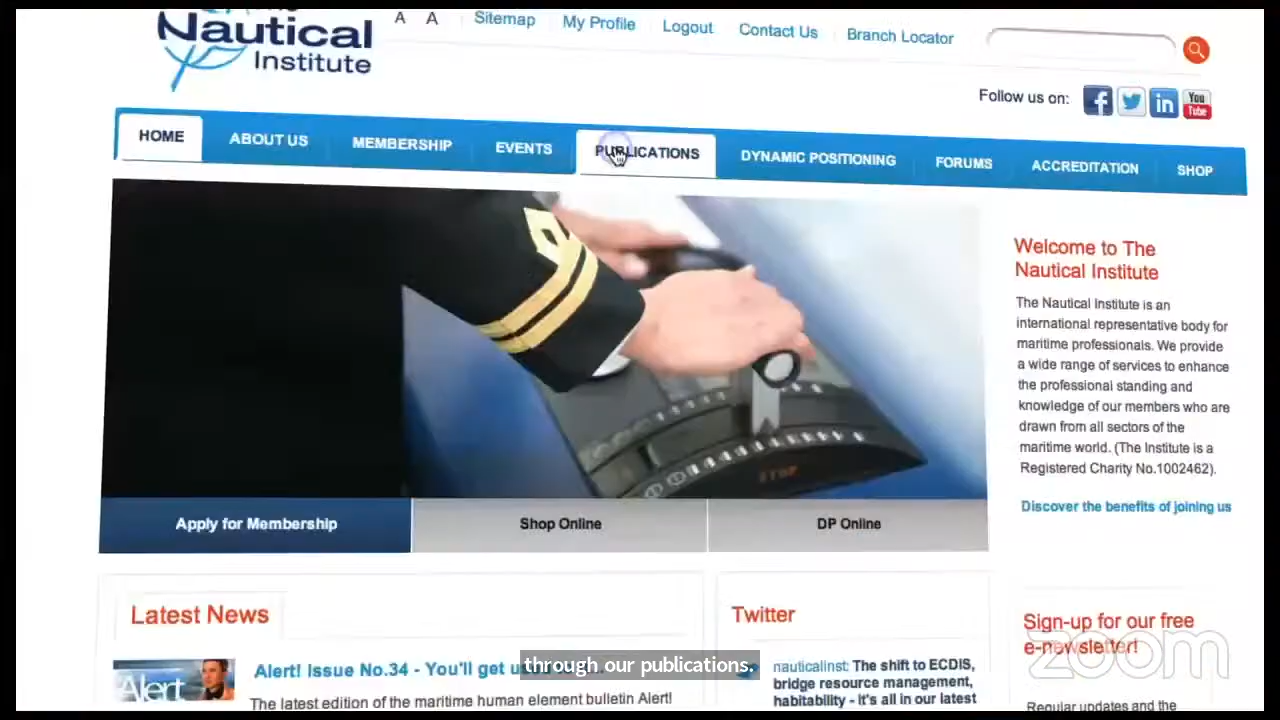 The
Nautical
Institute
A A Sitemap My Profile Logout Contact Us Branch Locator
Follow us on:
You
Tube
HOME ABOUT US MEMBERSHIP EVENTS PUBLICATIONS DYNAMIC POSITIONING FORUMS ACCREDITATION SHOP
STOP
Welcome to The
Nautical Institute
The Nautical Institute is an
international representative body for
maritime professionals. We provide
a wide range of services to enhance
the professional standing and
knowledge of our members who are
drawn from all sectors of the
maritime world. (The Institute is a
Registered Charity No.1002462).
Discover the benefits of joining us
Apply for Membership Shop Online DP Online
Latest News
Alert! Issue No.34 - You'll get
Alert
The latest edition of the maritime human element bulletin Alert!
Twitter
nauticalinst: The shift to ECDIS,
bridge resource management,
habitability - it's all in our latest
Sign-up for our free
e-newsletter!
Regular updates and the
through our publications.
zoom